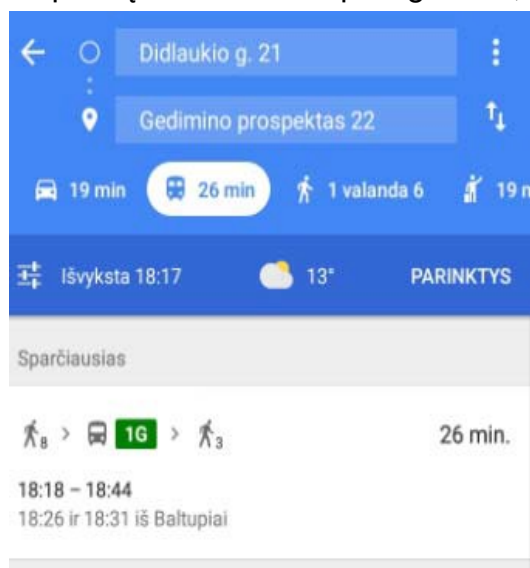 Didlaukio g. 21
Gedimino prospektas 22
19 min 26 min 1 valanda 6 19
Išvyksta 18:17 13° PARINKTYS
Sparčiausias
8 > 1G > 3 26 min.
18:18 – 18:44
18:26 ir 18:31 iš Baltupiai